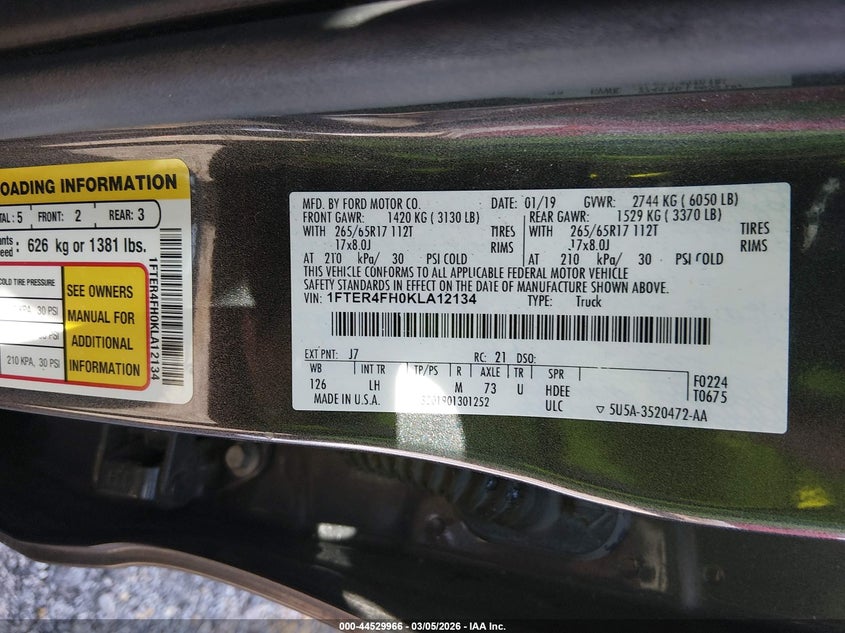 OADING INFORMATION
TAL: 5 FRONT: 2 REAR: 3
626 kg or 1381 lbs.
COLD TIRE PRESSURE
SEE OWNERS
MANUAL FOR
ADDITIONAL
INFORMATION
30 PSI
210 KPA, 30 PSI
1FTER4FH0KLA12134
MFD. BY FORD MOTOR CO. DATE: 01/19 GVWR: 2744 KG ( 6050 LB)
FRONT GAWR: 1420 KG ( 3130 LB) REAR GAWR: 1529 KG ( 3370 LB)
WITH 265/65R17 112T TIRES WITH 265/65R17 112T TIRES
17x8.0J RIMS 17x8.0J RIMS
AT 210 kPa/ 30 PSI COLD AT 210 kPa/ 30 PSI COLD
THIS VEHICLE CONFORMS TO ALL APPLICABLE FEDERAL MOTOR VEHICLE
SAFETY STANDARDS IN EFFECT ON THE DATE OF MANUFACTURE SHOWN ABOVE.
VIN: 1FTER4FH0KLA12134 TYPE: Truck
EXT PNT: J7 RC: 21 DSO:
WB INT TR TP/PS R AXLE TR SPR
126 LH M 73 U HDEE
ULC
F0224
T0675
MADE IN U.S.A.
5U5A-3520472-AA
000-44529966 - 03/05/2026 - IAA Inc.